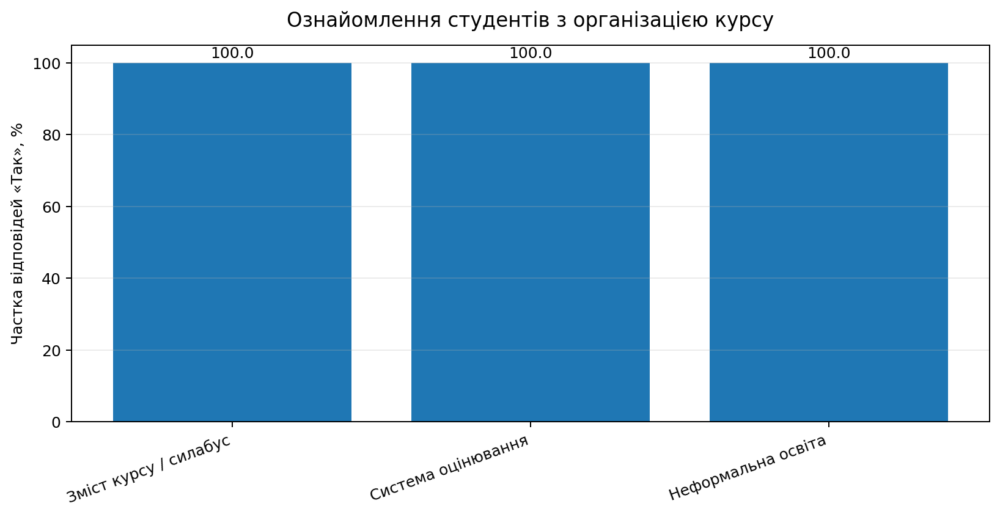 Ознайомлення студентів з організацією курсу
100.0 100.0 100.0
Частка відповідей «Так», %
100
80
60
40
20
0
Зміст курсу / силабус
Система оцінювання
Неформальна освіта